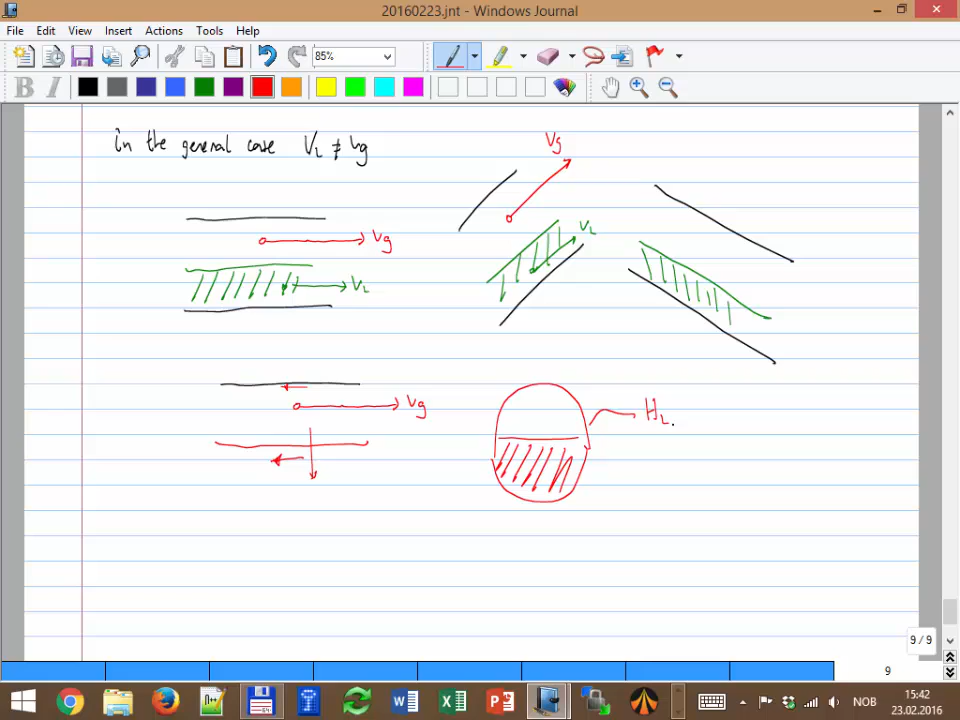 20160223.jnt - Windows Journal
File Edit View Insert Actions Tools Help
85%
B I
In the general case V_L ≠ V_g
V_g
V_g
V_L
V_L
V_g
H_L
9 / 9
9
NOB
15:42
23.02.2016